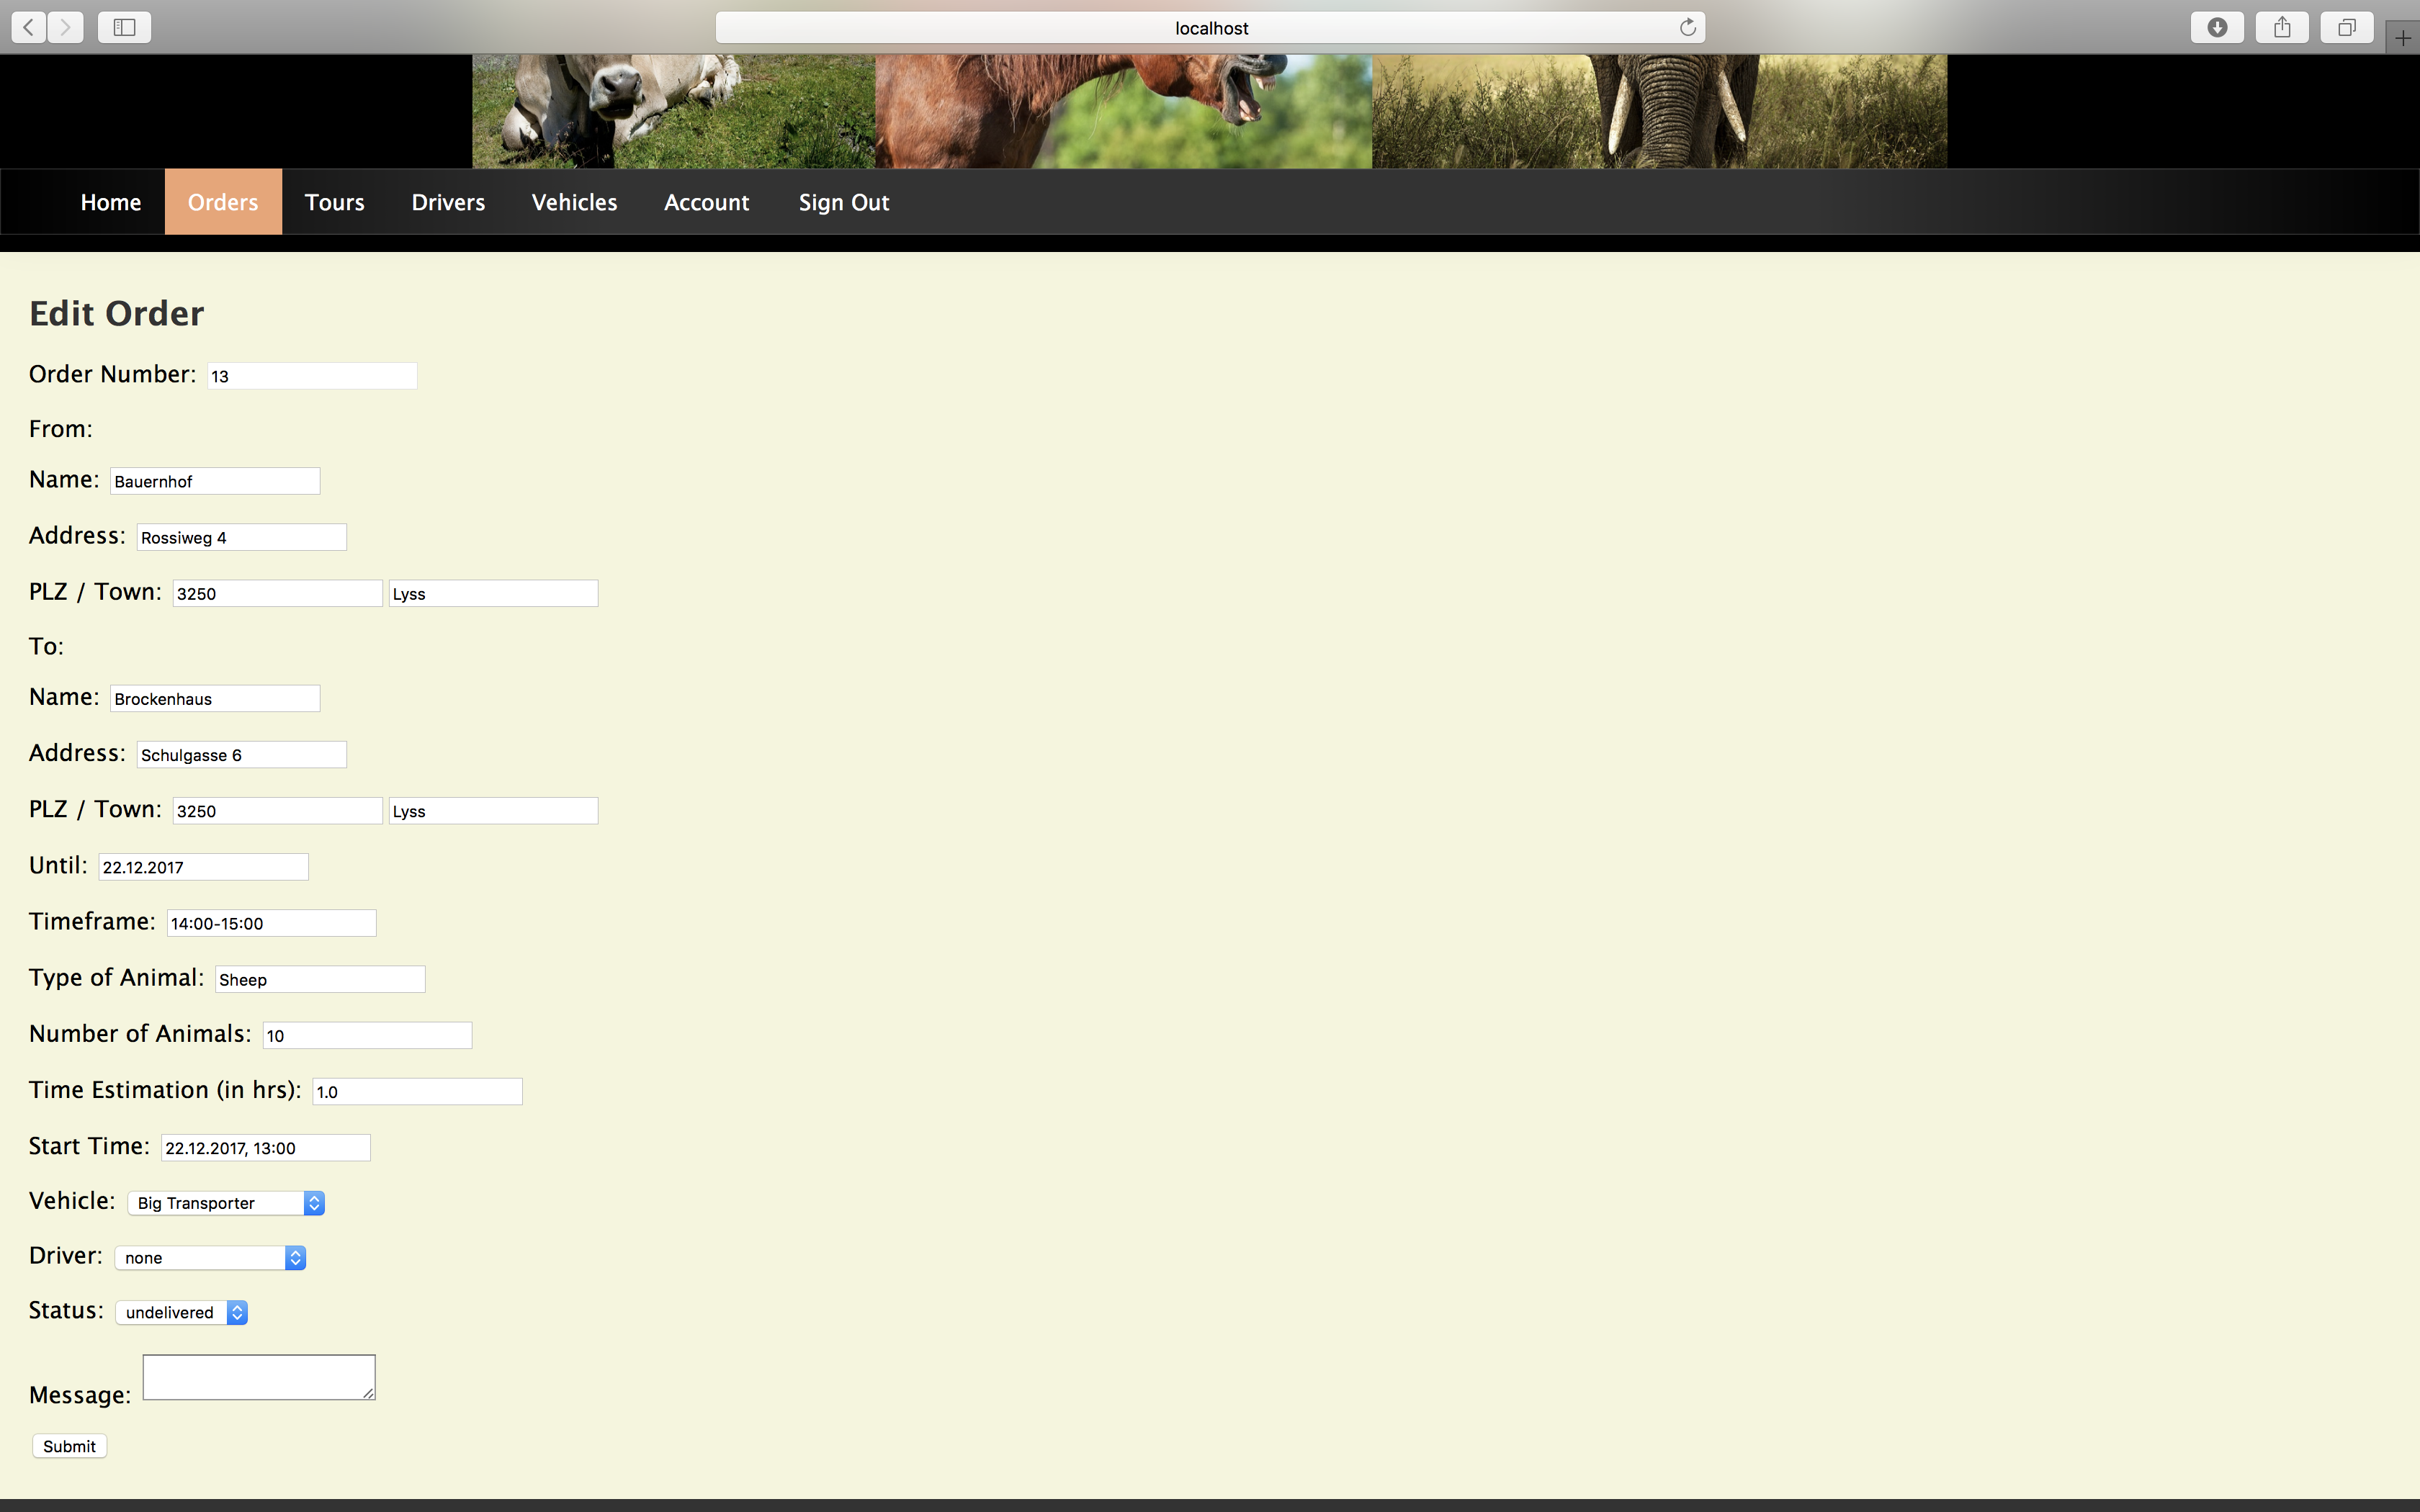 localhost
Home Orders Tours Drivers Vehicles Account Sign Out
Edit Order
Order Number: 13
From:
Name: Bauernhof
Address: Rossiweg 4
PLZ / Town: 3250 Lyss
To:
Name: Brockenhaus
Address: Schulgasse 6
PLZ / Town: 3250 Lyss
Until: 22.12.2017
Timeframe: 14:00-15:00
Type of Animal: Sheep
Number of Animals: 10
Time Estimation (in hrs): 1.0
Start Time: 22.12.2017, 13:00
Vehicle: Big Transporter
Driver: none
Status: undelivered
Message:
Submit